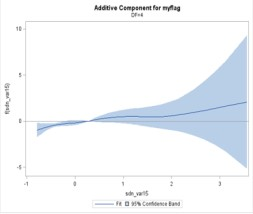 Additive Component for myflag
DF=4
10
5
0
-5
-1
0
1
2
3
f(sdn_var15)
sdn_var15
Fit 95% Confidence Band